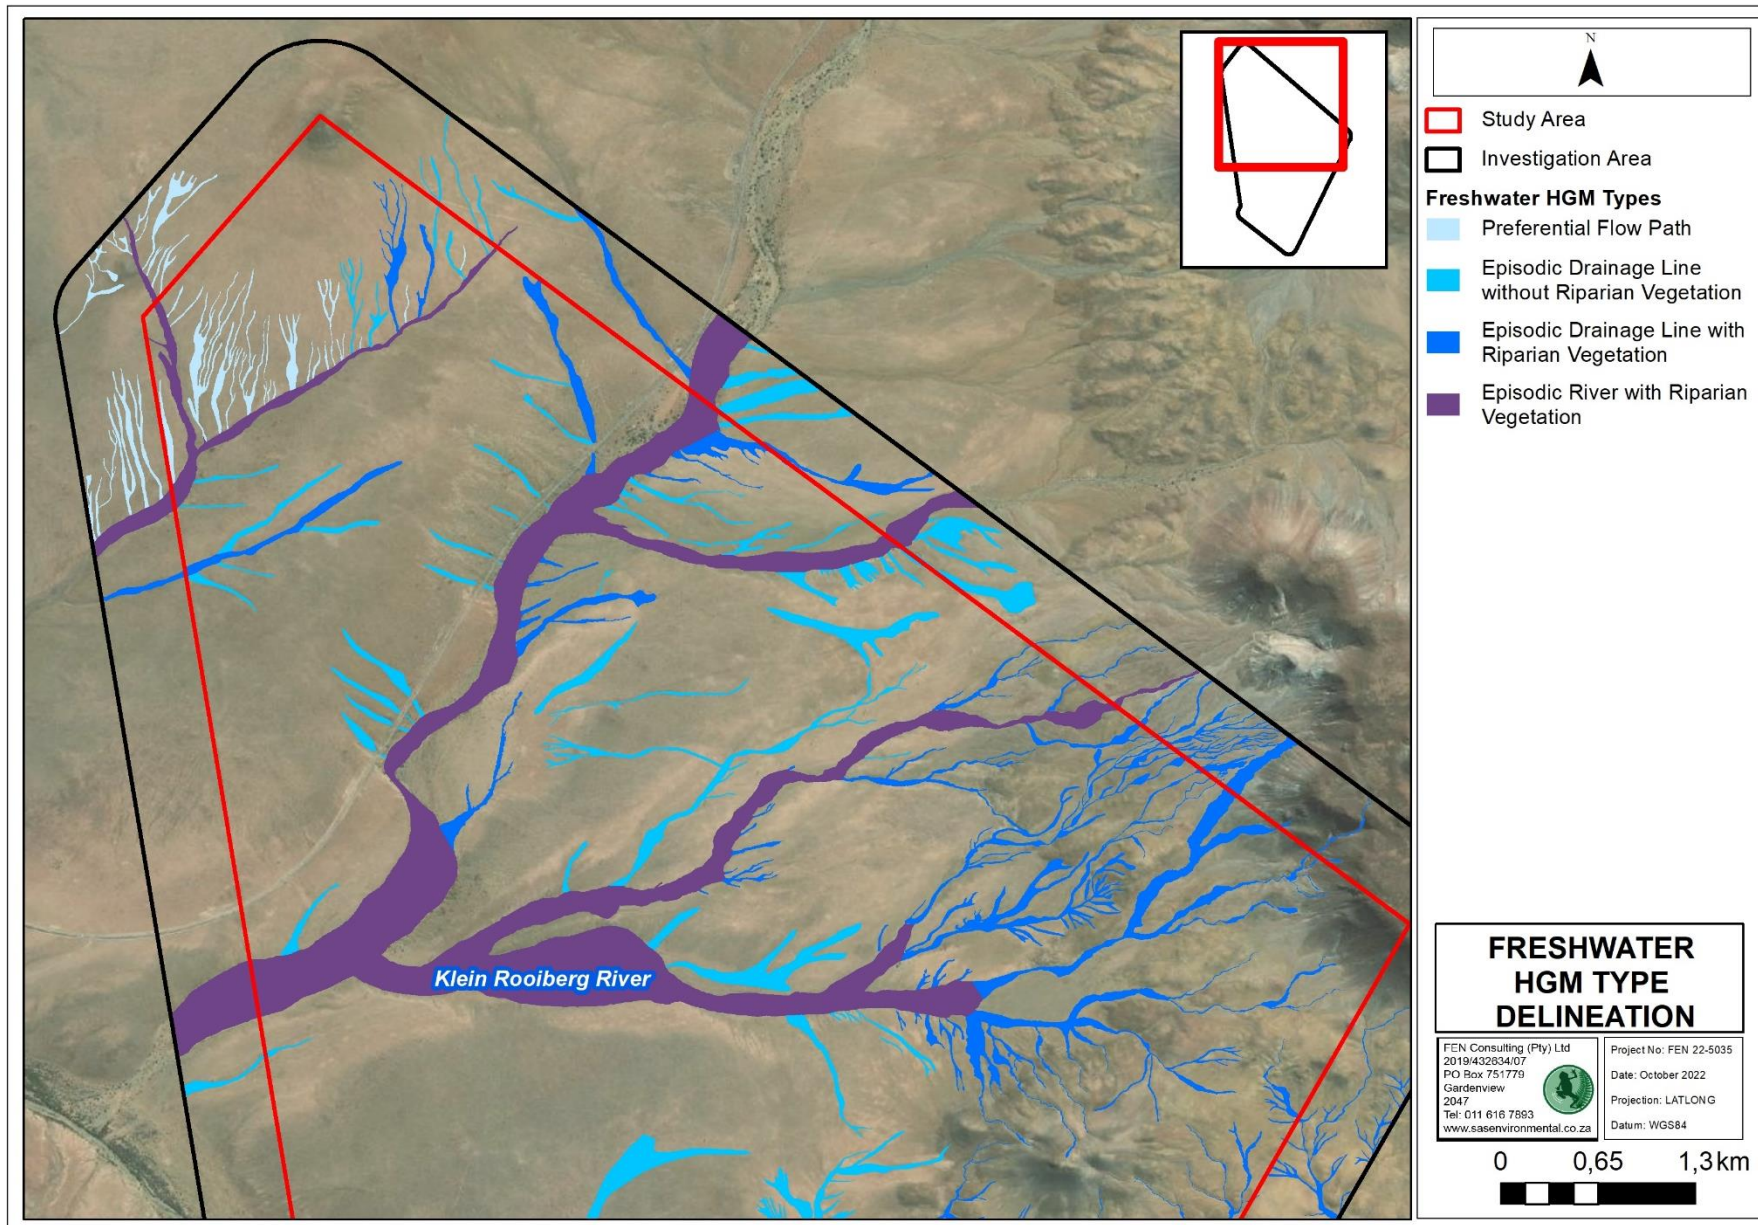 Klein Rooiberg River
N
Study Area
Investigation Area
Freshwater HGM Types
Preferential Flow Path
Episodic Drainage Line
without Riparian Vegetation
Episodic Drainage Line with
Riparian Vegetation
Episodic River with Riparian
Vegetation
FRESHWATER
HGM TYPE
DELINEATION
FEN Consulting (Pty) Ltd
2019/432634/07
PO Box 751779
Gardenview
2047
Tel: 011 616 7893
www.sasenvironmental.co.za
Project No: FEN 22-5035
Date: October 2022
Projection: LATLONG
Datum: WGS84
0 0,65 1,3 km